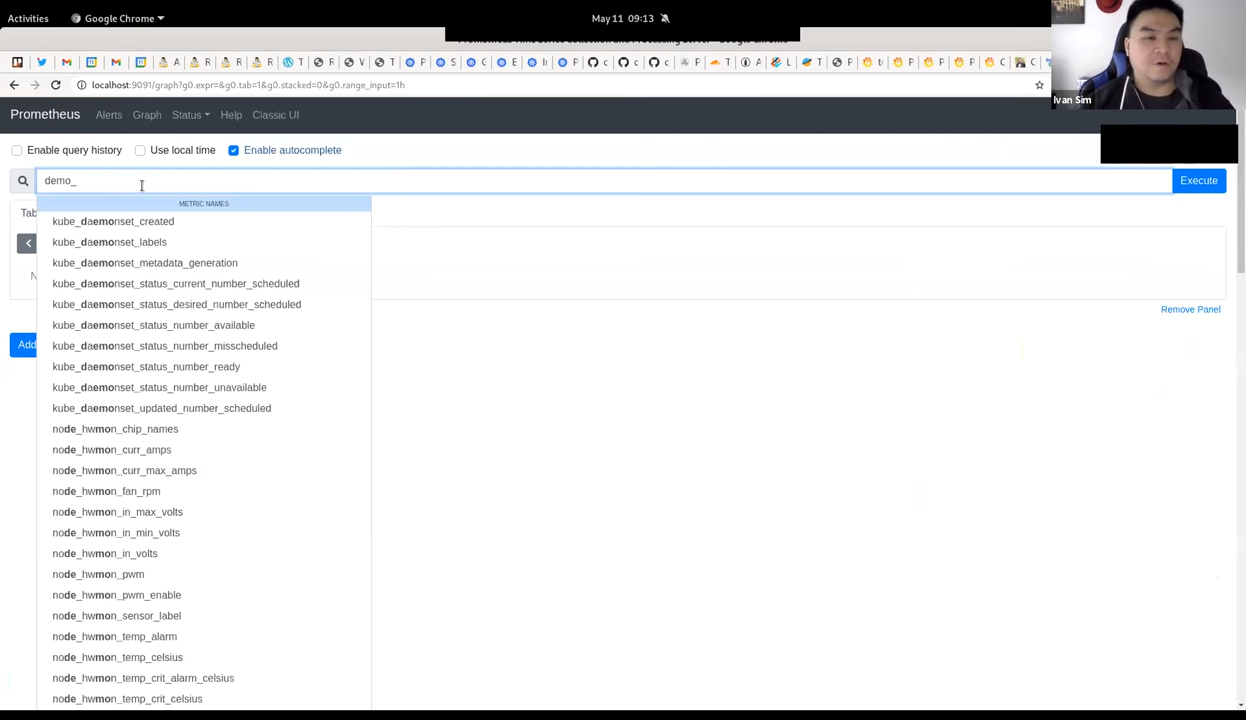 Activities
Google Chrome
May 11 09:13
localhost:9091/graph?g0.expr=&g0.tab=1&g0.stacked=0&g0.range_input=1h
Ivan Sim
Prometheus
Alerts
Graph
Status
Help
Classic UI
Enable query history
Use local time
Enable autocomplete
demo_
Execute
METRIC NAMES
Tab
kube_daemonset_created
kube_daemonset_labels
kube_daemonset_metadata_generation
kube_daemonset_status_current_number_scheduled
kube_daemonset_status_desired_number_scheduled
Remove Panel
kube_daemonset_status_number_available
Add
kube_daemonset_status_number_misscheduled
kube_daemonset_status_number_ready
kube_daemonset_status_number_unavailable
kube_daemonset_updated_number_scheduled
node_hwmon_chip_names
node_hwmon_curr_amps
node_hwmon_curr_max_amps
node_hwmon_fan_rpm
node_hwmon_in_max_volts
node_hwmon_in_min_volts
node_hwmon_in_volts
node_hwmon_pwm
node_hwmon_pwm_enable
node_hwmon_sensor_label
node_hwmon_temp_alarm
node_hwmon_temp_celsius
node_hwmon_temp_crit_alarm_celsius
node_hwmon_temp_crit_celsius